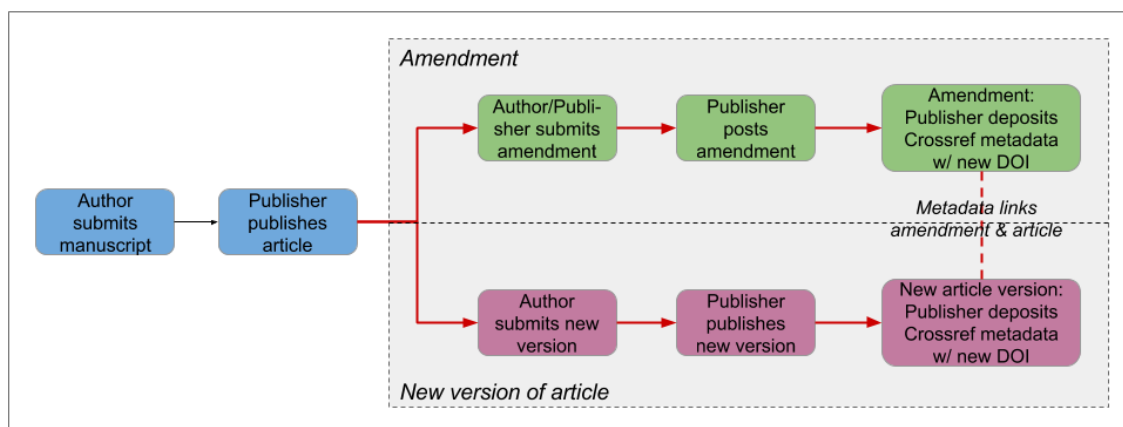 Amendment
Author/Publi-
sher submits
amendment
Publisher
posts
amendment
Amendment:
Publisher deposits
Crossref metadata
w/ new DOI
Author
submits
manuscript
Publisher
publishes
article
Metadata links
amendment & article
Author
submits new
version
Publisher
publishes
new version
New article version:
Publisher deposits
Crossref metadata
w/ new DOI
New version of article